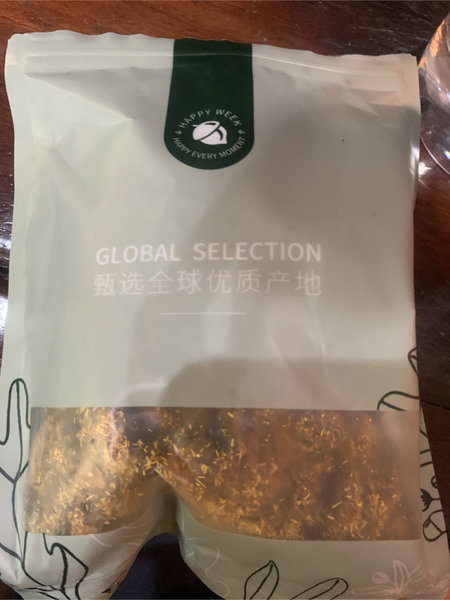 HAPPY WEEK
HAPPY EVERY MOMENT
GLOBAL SELECTION
甄选全球优质产地